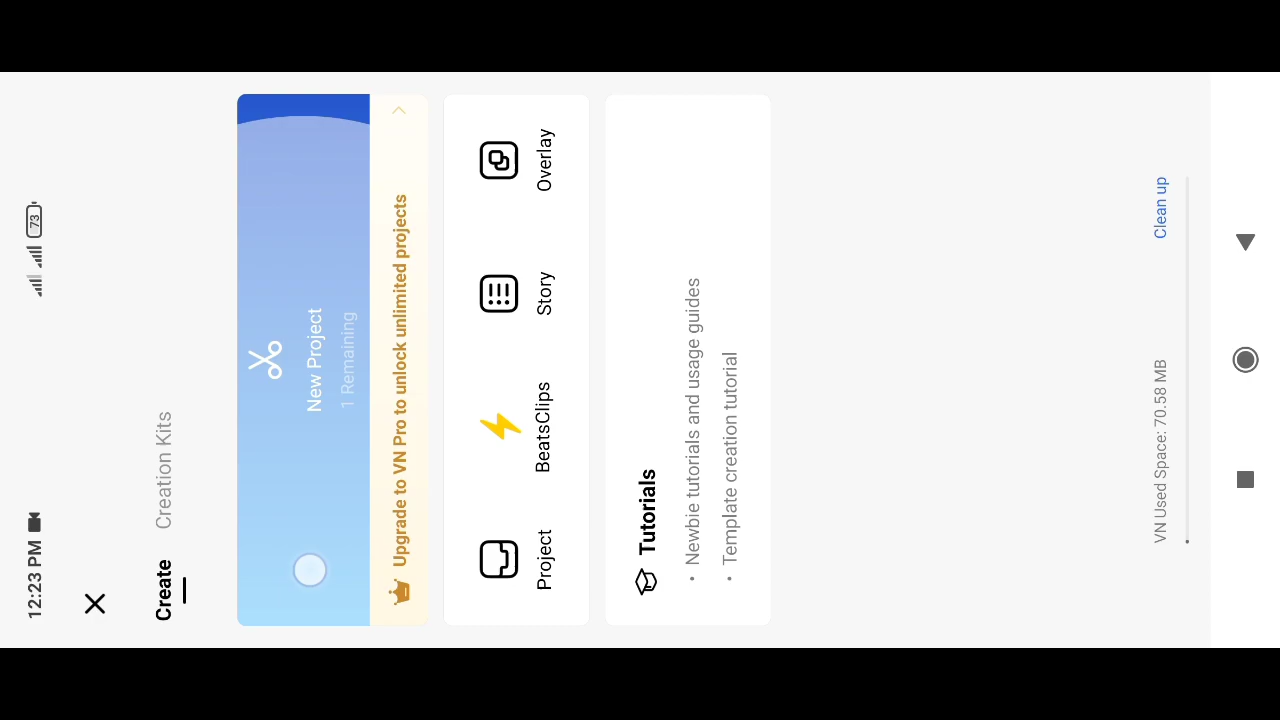 12:23 PM
73
Create Creation Kits
New Project
1 Remaining
Upgrade to VN Pro to unlock unlimited projects
Project BeatsClips Story Overlay
Tutorials
• Newbie tutorials and usage guides
• Template creation tutorial
VN Used Space: 70.58 MB Clean up